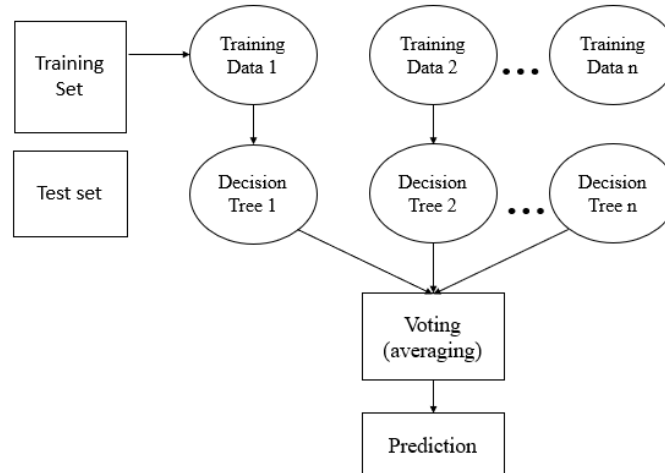 Training
Set
Training
Data 1
Training
Data 2
...
Training
Data n
Test set
Decision
Tree 1
Decision
Tree 2
...
Decision
Tree n
Voting
(averaging)
Prediction